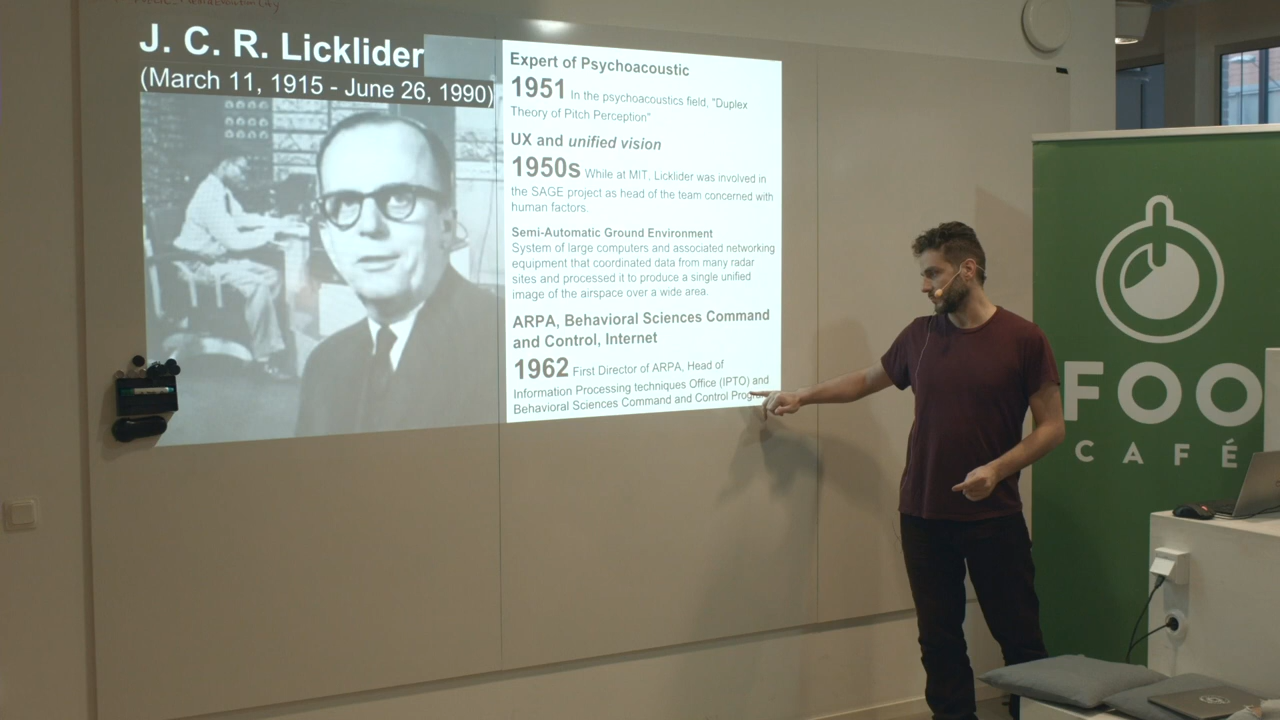 J. C. R. Licklider
(March 11, 1915 - June 26, 1990)
Expert of Psychoacoustic
1951 In the psychoacoustics field, "Duplex
Theory of Pitch Perception"
UX and unified vision
1950s While at MIT, Licklider was involved in
the SAGE project as head of the team concerned with
human factors.
Semi-Automatic Ground Environment
System of large computers and associated networking
equipment that coordinated data from many radar
sites and processed it to produce a single unified
image of the airspace over a wide area.
ARPA, Behavioral Sciences Command
and Control, Internet
1962 First Director of ARPA, Head of
Information Processing techniques Office (IPTO) and
Behavioral Sciences Command and Control
FOO
CAFÉ